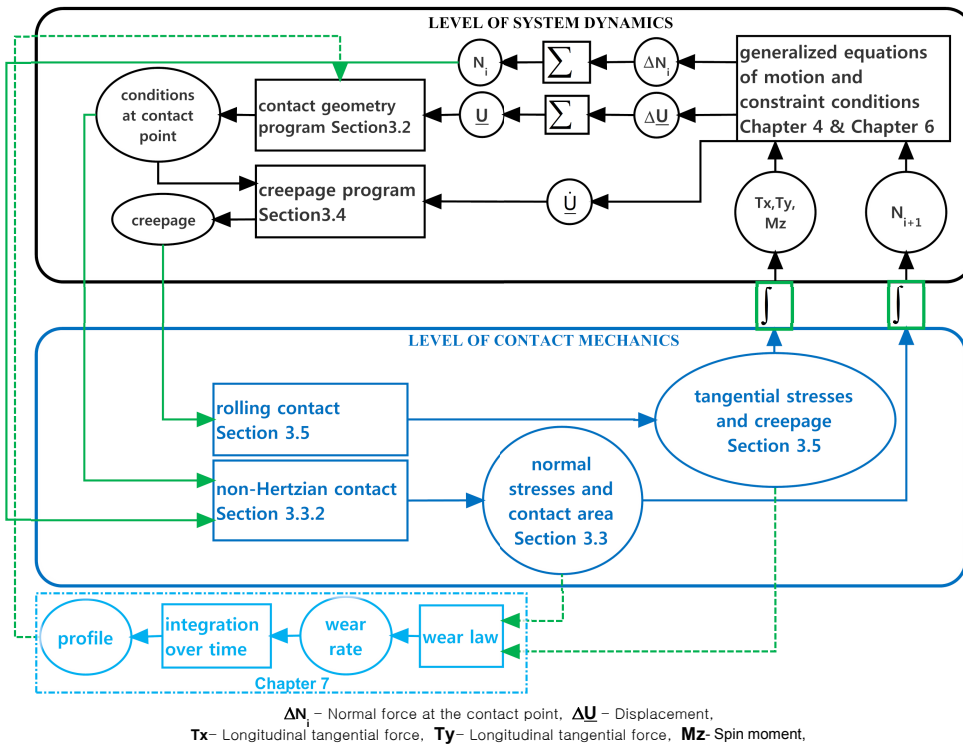 LEVEL OF SYSTEM DYNAMICS
N i
∑
ΔN i
generalized equations
of motion and
constraint conditions
Chapter 4 & Chapter 6
conditions
at contact
point
contact geometry
program Section3.2
U
∑
ΔU
creepage program
Section3.4
creepage
U̇
Tx,Ty,
Mz
N i+1
∫
∫
LEVEL OF CONTACT MECHANICS
rolling contact
Section 3.5
tangential stresses
and creepage
Section 3.5
non-Hertzian contact
Section 3.3.2
normal
stresses and
contact area
Section 3.3
profile
integration
over time
wear
rate
wear law
Chapter 7
ΔN i – Normal force at the contact point, ΔU – Displacement,
Tx– Longitudinal tangential force, Ty– Longitudinal tangential force, Mz- Spin moment,